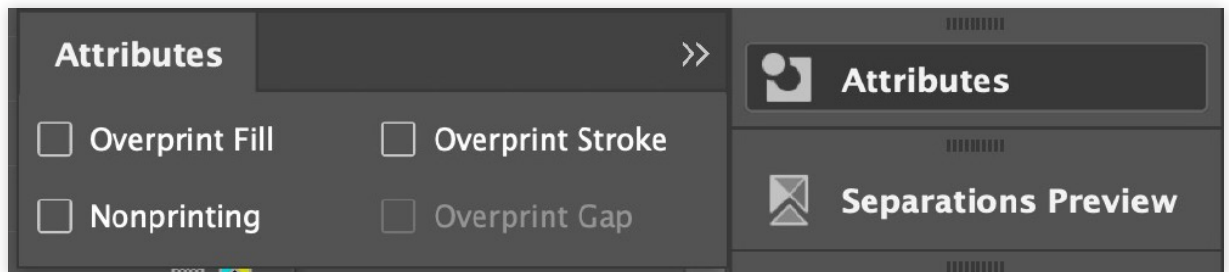 Attributes
Overprint Fill
Overprint Stroke
Nonprinting
Overprint Gap
Attributes
Separations Preview